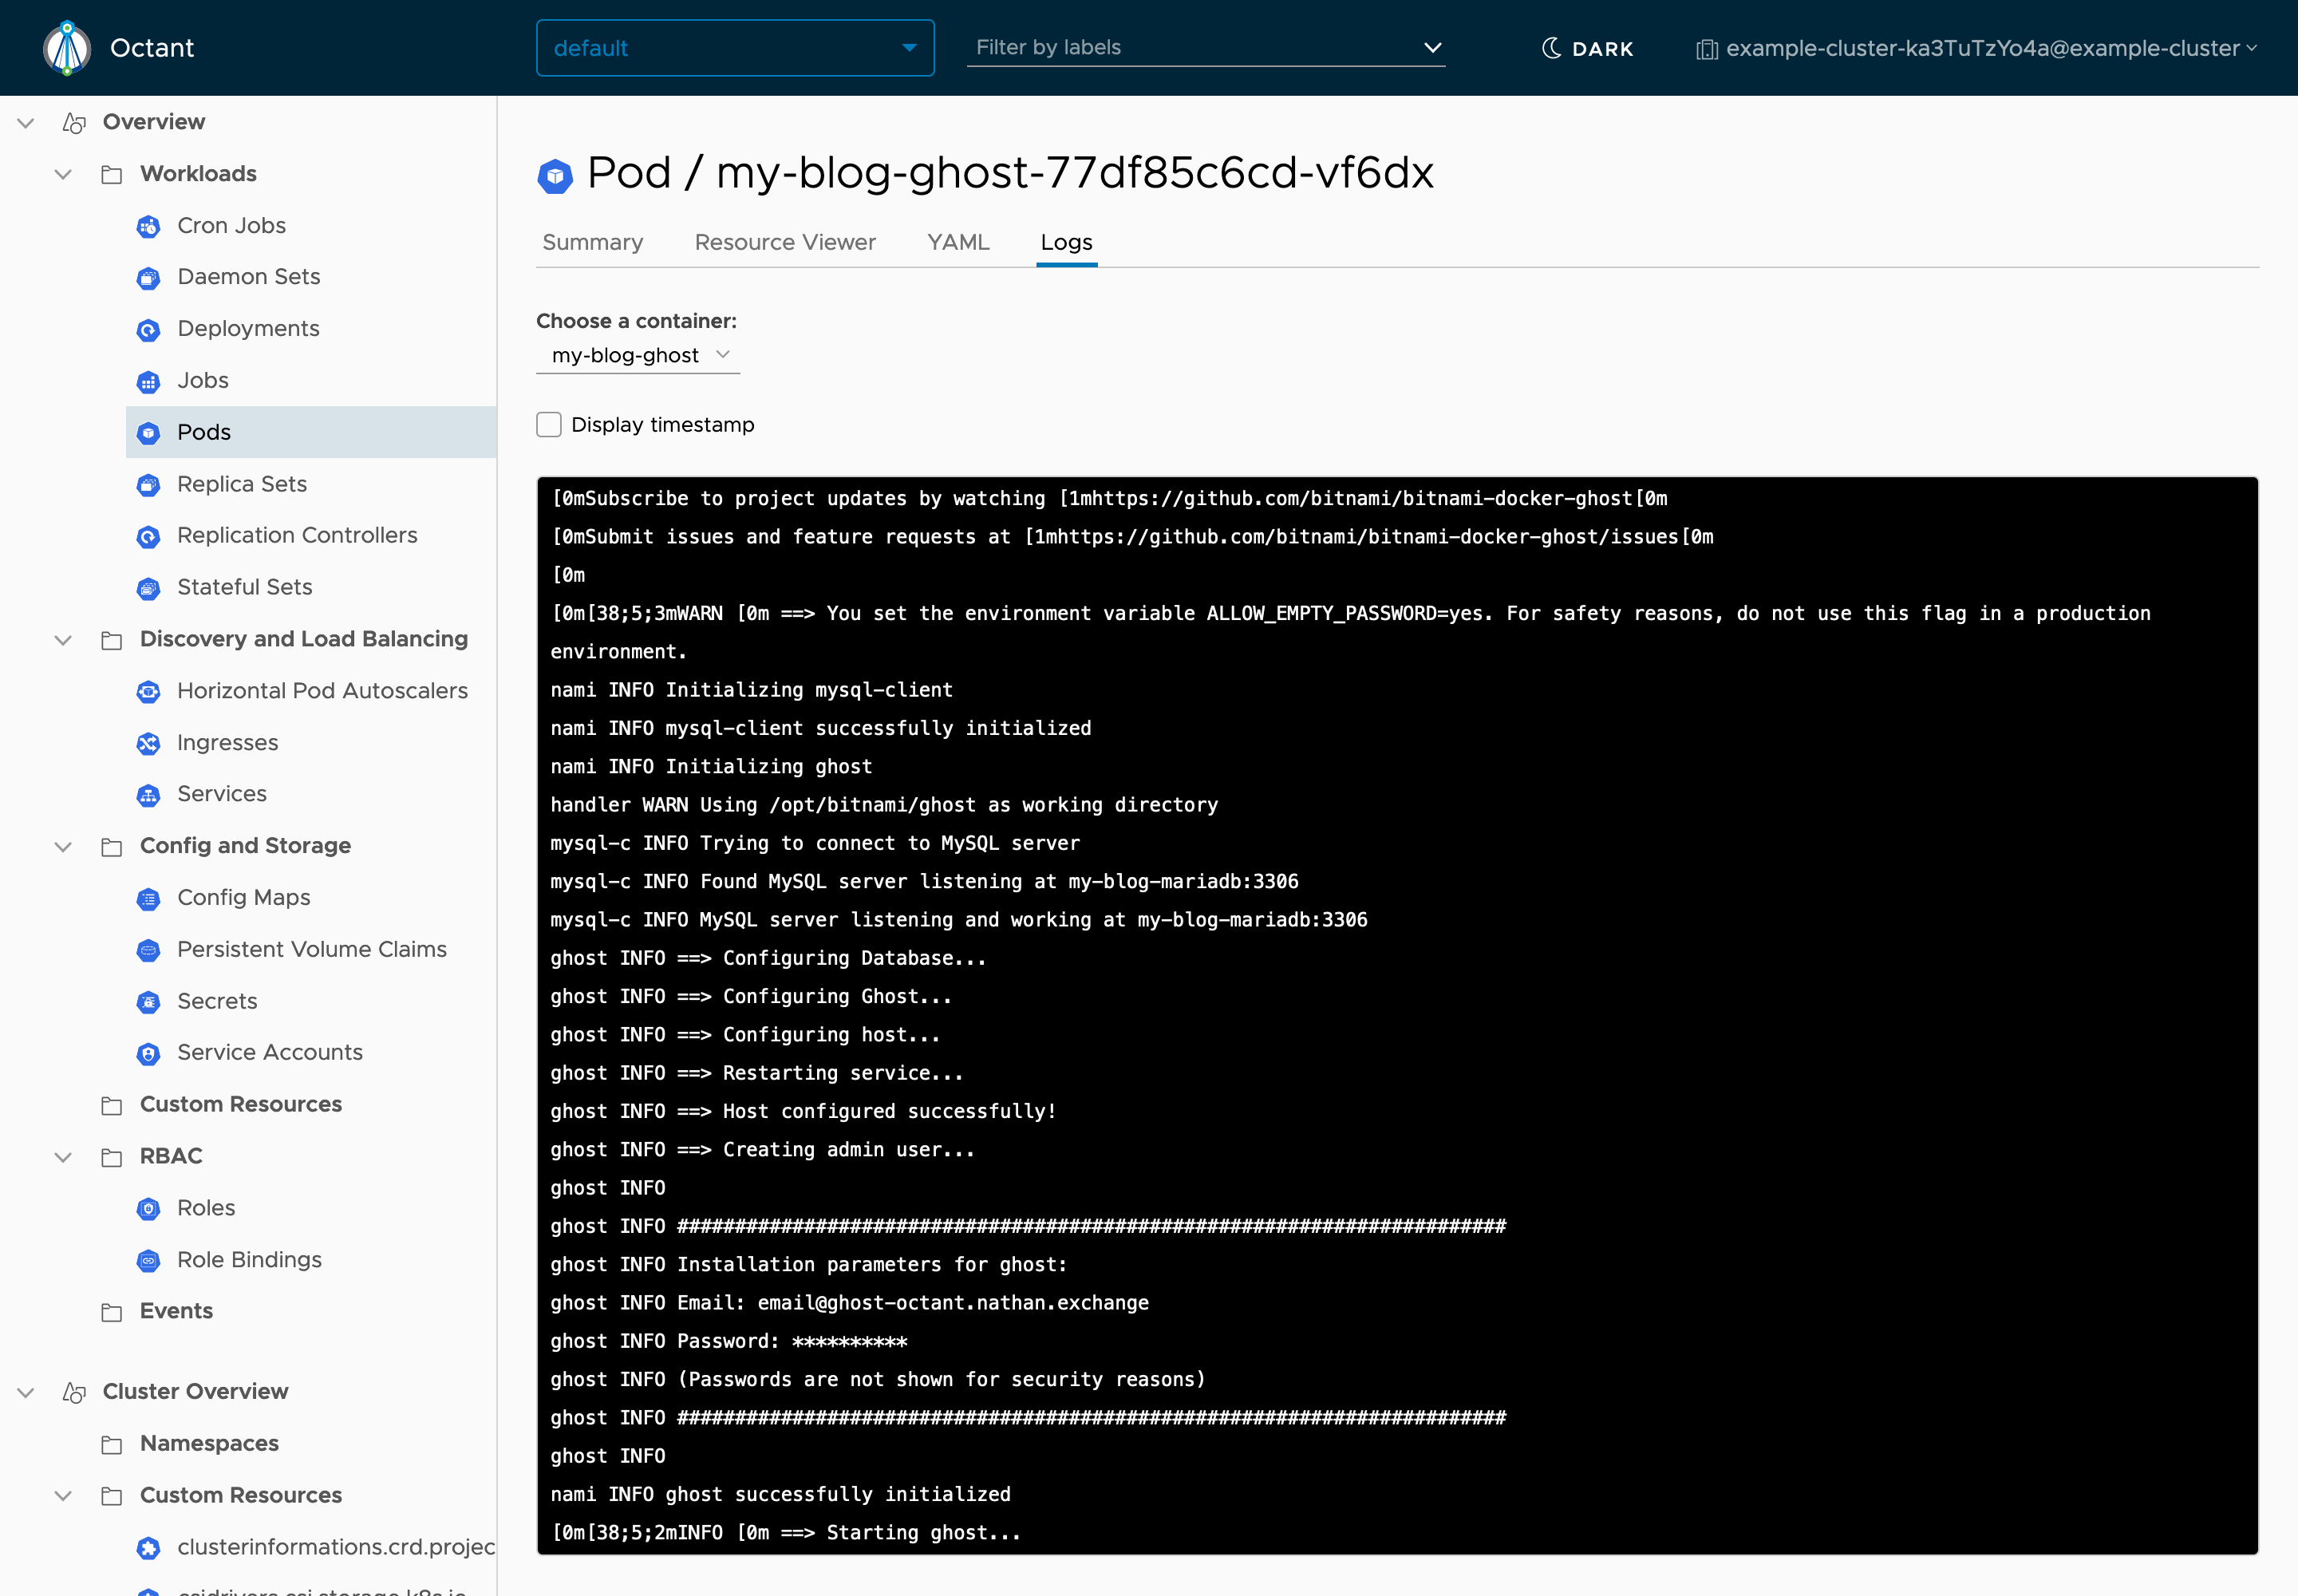 Octant
default
Filter by labels
DARK
example-cluster-ka3TuTzYo4a@example-cluster
Overview
Workloads
Cron Jobs
Daemon Sets
Deployments
Jobs
Pods
Replica Sets
Replication Controllers
Stateful Sets
Discovery and Load Balancing
Horizontal Pod Autoscalers
Ingresses
Services
Config and Storage
Config Maps
Persistent Volume Claims
Secrets
Service Accounts
Custom Resources
RBAC
Roles
Role Bindings
Events
Cluster Overview
Namespaces
Custom Resources
clusterinformations.crd.projec
Pod / my-blog-ghost-77df85c6cd-vf6dx
Summary Resource Viewer YAML Logs
Choose a container:
my-blog-ghost
Display timestamp
[0mSubscribe to project updates by watching [1mhttps://github.com/bitnami/bitnami-docker-ghost[0m
[0mSubmit issues and feature requests at [1mhttps://github.com/bitnami/bitnami-docker-ghost/issues[0m
[0m
[0m[38;5;3mWARN [0m ==> You set the environment variable ALLOW_EMPTY_PASSWORD=yes. For safety reasons, do not use this flag in a production
environment.
nami INFO Initializing mysql-client
nami INFO mysql-client successfully initialized
nami INFO Initializing ghost
handler WARN Using /opt/bitnami/ghost as working directory
mysql-c INFO Trying to connect to MySQL server
mysql-c INFO Found MySQL server listening at my-blog-mariadb:3306
mysql-c INFO MySQL server listening and working at my-blog-mariadb:3306
ghost INFO ==> Configuring Database...
ghost INFO ==> Configuring Ghost...
ghost INFO ==> Configuring host...
ghost INFO ==> Restarting service...
ghost INFO ==> Host configured successfully!
ghost INFO ==> Creating admin user...
ghost INFO
ghost INFO ########################################################################
ghost INFO Installation parameters for ghost:
ghost INFO Email: email@ghost-octant.nathan.exchange
ghost INFO Password: **********
ghost INFO (Passwords are not shown for security reasons)
ghost INFO ########################################################################
ghost INFO
nami INFO ghost successfully initialized
[0m[38;5;2mINFO [0m ==> Starting ghost...